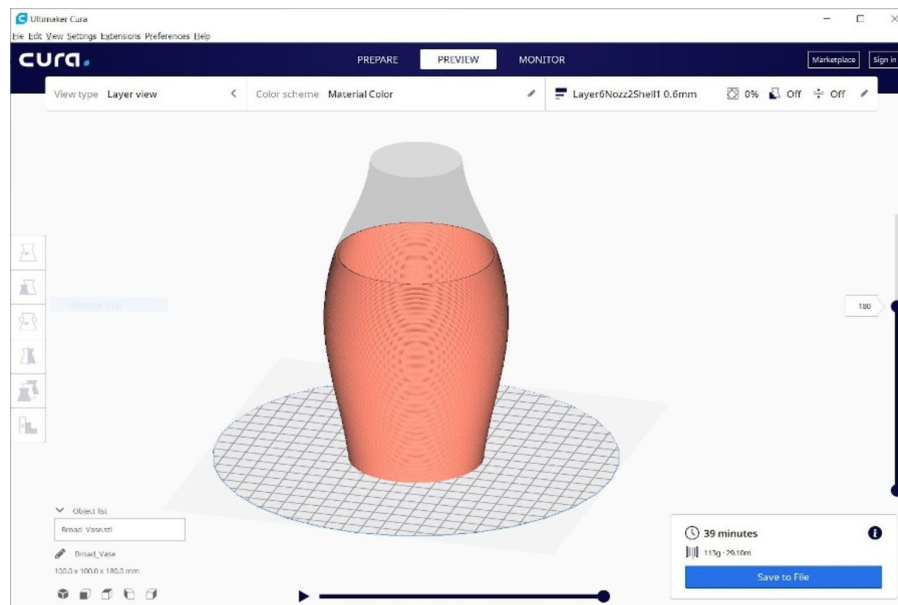 Ultimaker Cura
File Edit View Settings Extensions Preferences Help
cura.
PREPARE PREVIEW MONITOR
Marketplace Sign in
View type Layer view Color scheme Material Color Layer6Nozz2Shell1 0.6mm 0% Off Off
180
Object list
Broad_Vase.stl
Broad_Vase
100.0 x 100.0 x 180.0 mm
39 minutes
113g · 29.10m
Save to File